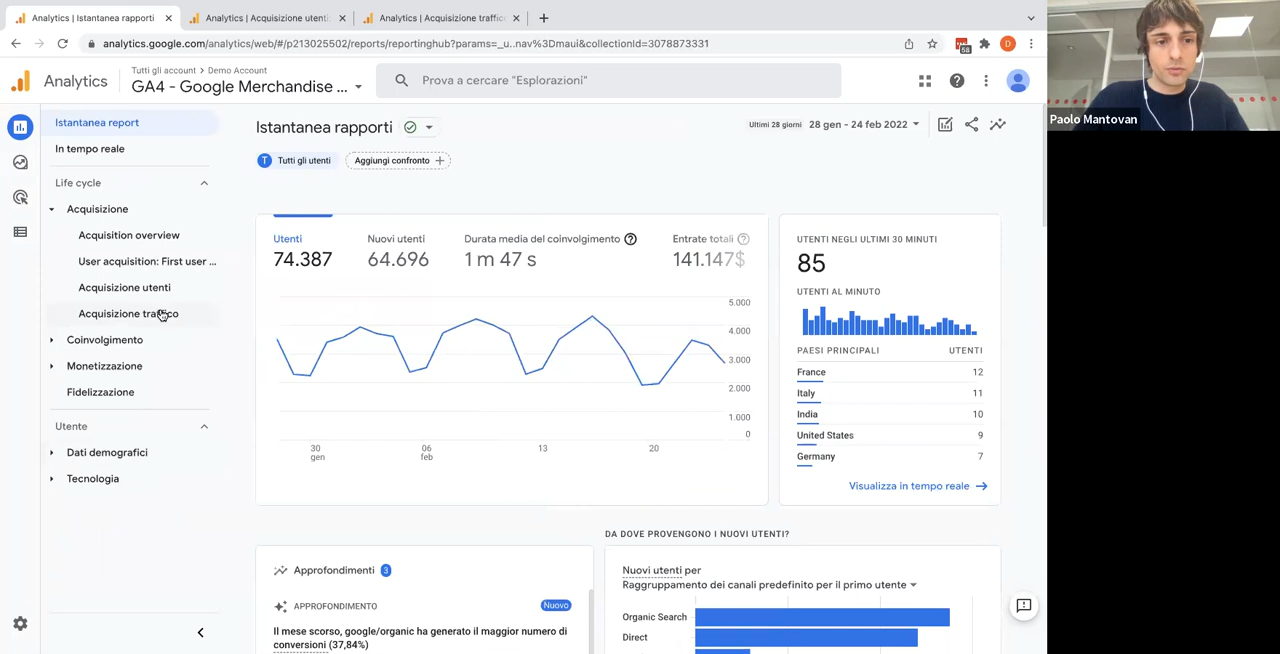 Analytics | Istantanea rapporti
Analytics | Acquisizione utenti
Analytics | Acquisizione traffico
analytics.google.com/analytics/web/#/p213025502/reports/reportinghub?params=_u..nav%3Dmaui&collectionId=3078873331
58
D
Analytics
Tutti gli account > Demo Account
GA4 - Google Merchandise ...
Prova a cercare "Esplorazioni"
Istantanea report
In tempo reale
Life cycle
Acquisizione
Acquisition overview
User acquisition: First user ...
Acquisizione utenti
Acquisizione traffico
Coinvolgimento
Monetizzazione
Fidelizzazione
Utente
Dati demografici
Tecnologia
Istantanea rapporti
Ultimi 28 giorni 28 gen - 24 feb 2022
T Tutti gli utenti
Aggiungi confronto +
Utenti
74.387
Nuovi utenti
64.696
Durata media del coinvolgimento
1 m 47 s
Entrate totali
141.147$
5.000
4.000
3.000
2.000
1.000
0
30
gen
06
feb
13
20
UTENTI NEGLI ULTIMI 30 MINUTI
85
UTENTI AL MINUTO
PAESI PRINCIPALI UTENTI
France 12
Italy 11
India 10
United States 9
Germany 7
Visualizza in tempo reale
Approfondimenti 3
APPROFONDIMENTO
Nuovo
Il mese scorso, google/organic ha generato il maggior numero di
conversioni (37,84%)
DA DOVE PROVENGONO I NUOVI UTENTI?
Nuovi utenti per
Raggruppamento dei canali predefinito per il primo utente
Organic Search
Direct
Paolo Mantovan